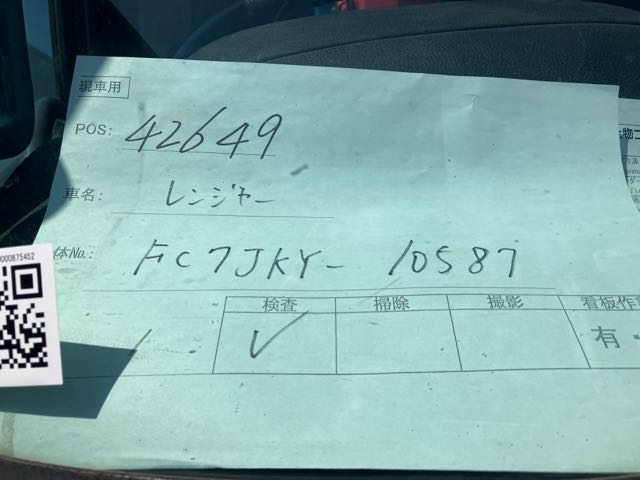 現車用
POS: 42649
車名: レンジャー
体No.: FC7JKY-10587
検査 掃除 撮影 看板作
✓
有・
0000875452